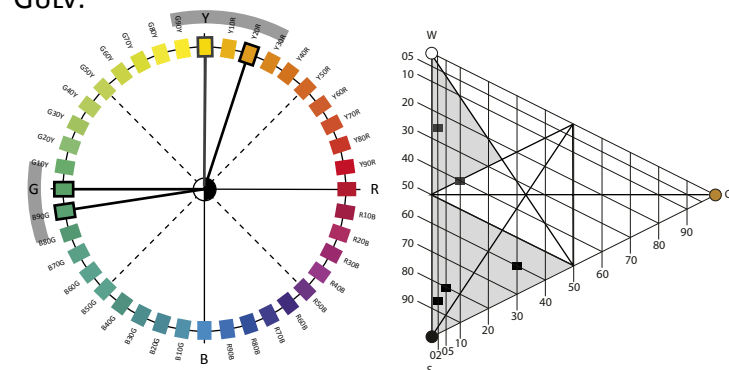 GULV:
Y
Y10R
Y20R
Y30R
Y40R
Y50R
Y60R
Y70R
Y80R
Y90R
R
R10B
R20B
R30B
R40B
R50B
R60B
R70B
R80B
R90B
B
B10G
B20G
B30G
B40G
B50G
B60G
B70G
B80G
B90G
G
G10Y
G20Y
G30Y
G40Y
G50Y
G60Y
G70Y
G80Y
G90Y
W
05
10
20
30
40
50
60
70
80
90
C
02
05
10
20
30
40
50
60
70
80
90
S